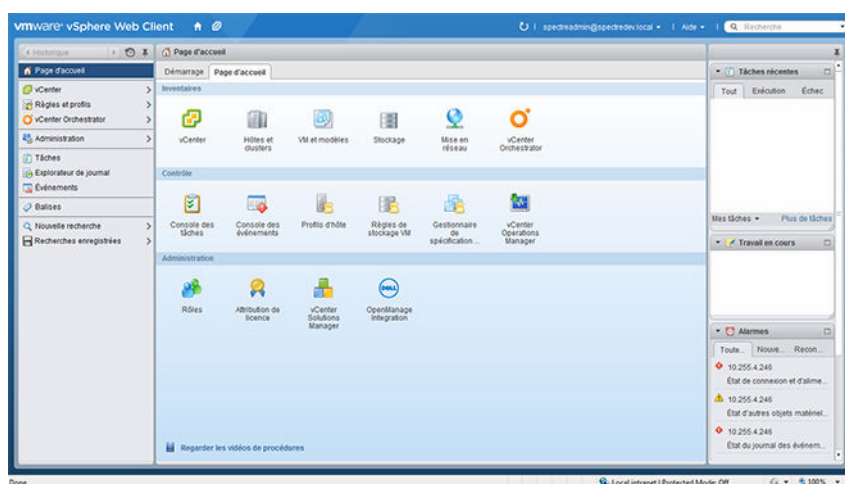 vmware® vSphere Web Client
spectreadmin@spectredev.local
Aide
Recherche
Historique
Page d'accueil
vCenter
Règles et profils
vCenter Orchestrator
Administration
Tâches
Explorateur de journal
Événements
Balises
Nouvelle recherche
Recherches enregistrées
Page d'accueil
Démarrage Page d'accueil
Inventaires
vCenter
Hôtes et
clusters
VM et modèles
Stockage
Mise en
réseau
vCenter
Orchestrator
Contrôle
Console des
tâches
Console des
événements
Profils d'hôte
Règles de
stockage VM
Gestionnaire
de
spécification ...
vCenter
Operations
Manager
Administration
Rôles
Attribution de
licence
vCenter
Solutions
Manager
DELL
OpenManage
Integration
Regarder les vidéos de procédures
Tâches récentes
Tout Exécution Échec
Mes tâches Plus de tâches
Travail en cours
Alarmes
Toute... Nouve... Recon...
10.255.4.246
État de connexion et d'alime...
10.255.4.246
État d'autres objets matériel...
10.255.4.246
État du journal des événem...
Done
Local intranet | Protected Mode: Off
100%